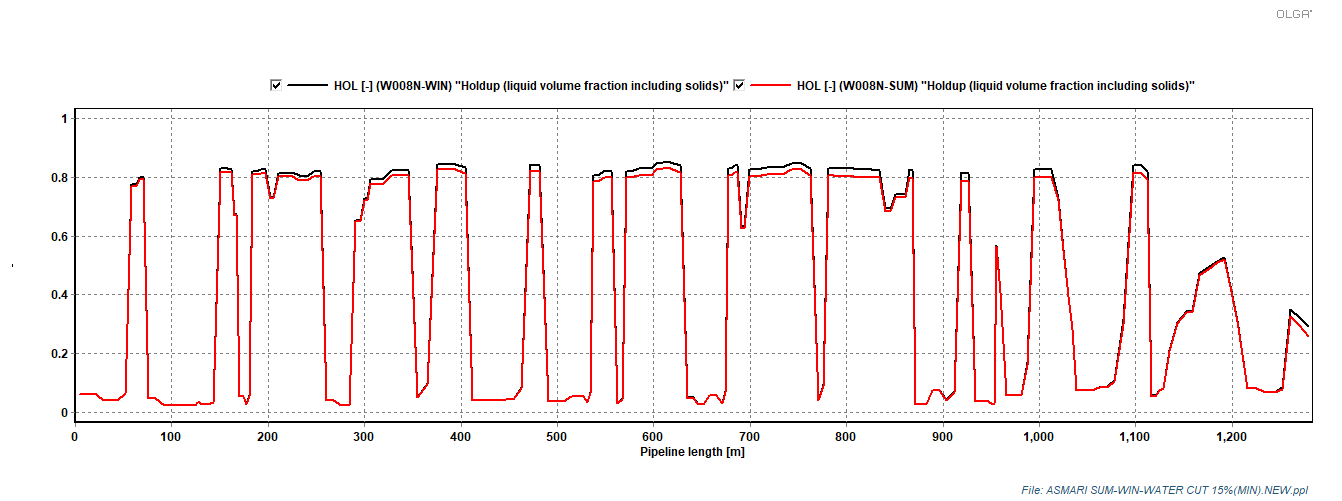 OLGA
HOL [-] (W008N-WIN) "Holdup (liquid volume fraction including solids)" HOL [-] (W008N-SUM) "Holdup (liquid volume fraction including solids)"
1
0.8
0.6
0.4
0.2
0
0 100 200 300 400 500 600 700 800 900 1,000 1,100 1,200
Pipeline length [m]
File: ASMARI SUM-WIN-WATER CUT 15%(MIN).NEW.ppl